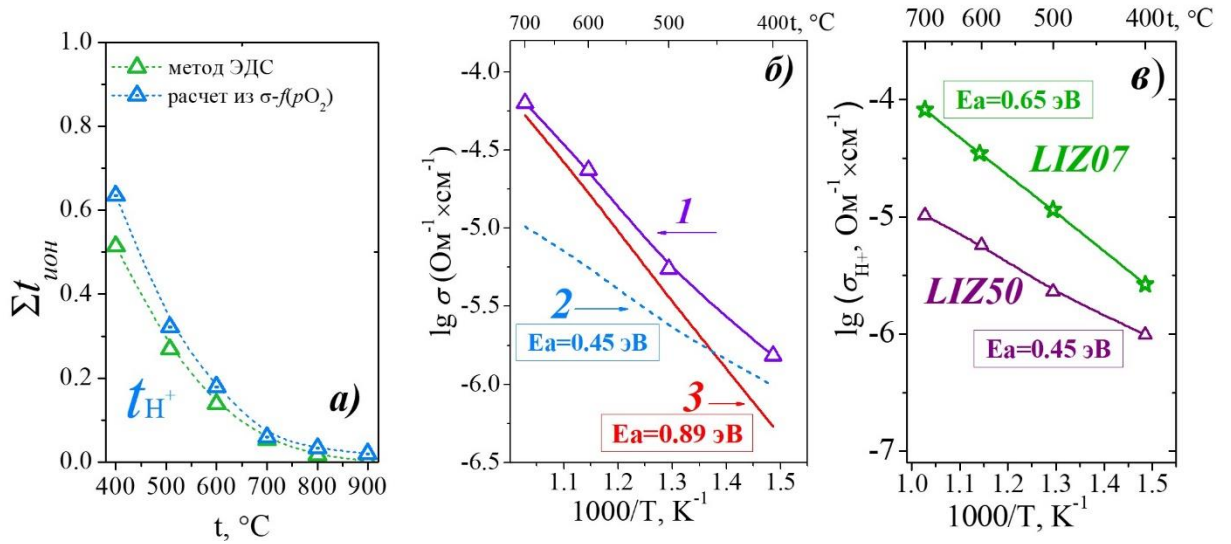 1.0
0.8
0.6
0.4
0.2
0.0
Σt ион
метод ЭДС
расчет из σ-f(pO₂)
t H⁺
а)
400 500 600 700 800 900
t, °C
700 600 500 400 t, °C
б)
-4.0
-4.5
-5.0
-5.5
-6.0
-6.5
lg σ (Ом⁻¹×см⁻¹)
1
2
Ea=0.45 эВ
3
Ea=0.89 эВ
1.1 1.2 1.3 1.4 1.5
1000/T, K⁻¹
700 600 500 400 t, °C
в)
-4
-5
-6
-7
lg (σ H⁺, Ом⁻¹×см⁻¹)
Ea=0.65 эВ
LIZ07
LIZ50
Ea=0.45 эВ
1.0 1.1 1.2 1.3 1.4 1.5
1000/T, K⁻¹